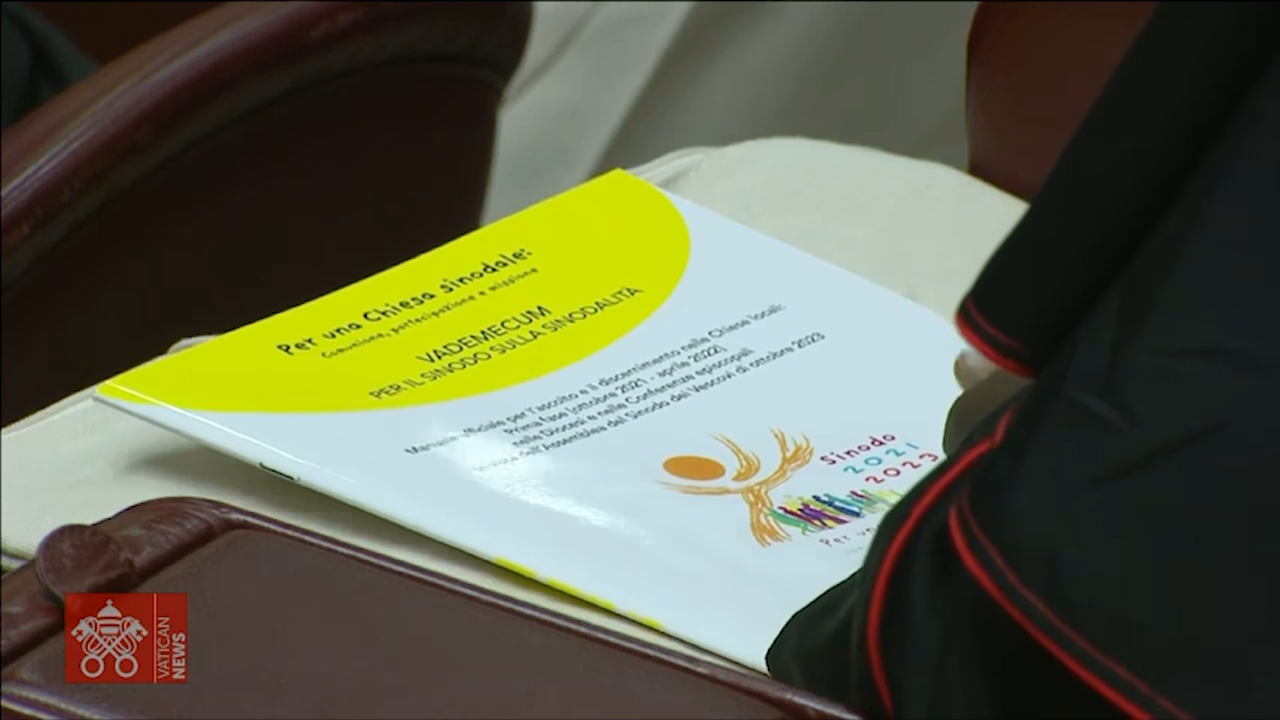 Per una Chiesa sinodale:
Comunione, partecipazione e missione
VADEMECUM
PER IL SINODO SULLA SINODALITÀ
Manuale ufficiale per l'ascolto e il discernimento nelle Chiese locali:
Prima fase [ottobre 2021 - aprile 2022]
nelle Diocesi e nelle Conferenze episcopali
in vista dell'Assemblea del Sinodo dei Vescovi di ottobre 2023
Sinodo
2021
2023
Per un
VATICAN
NEWS